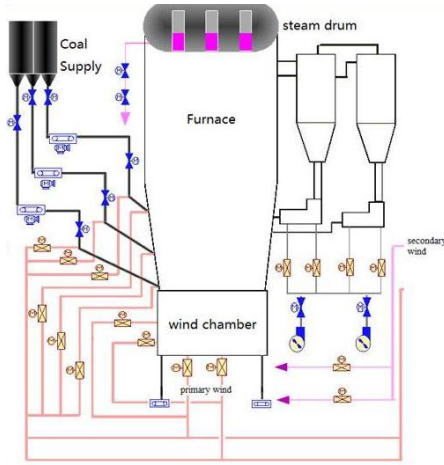 steam drum
Coal
Supply
Furnace
secondary
wind
wind chamber
primary wind